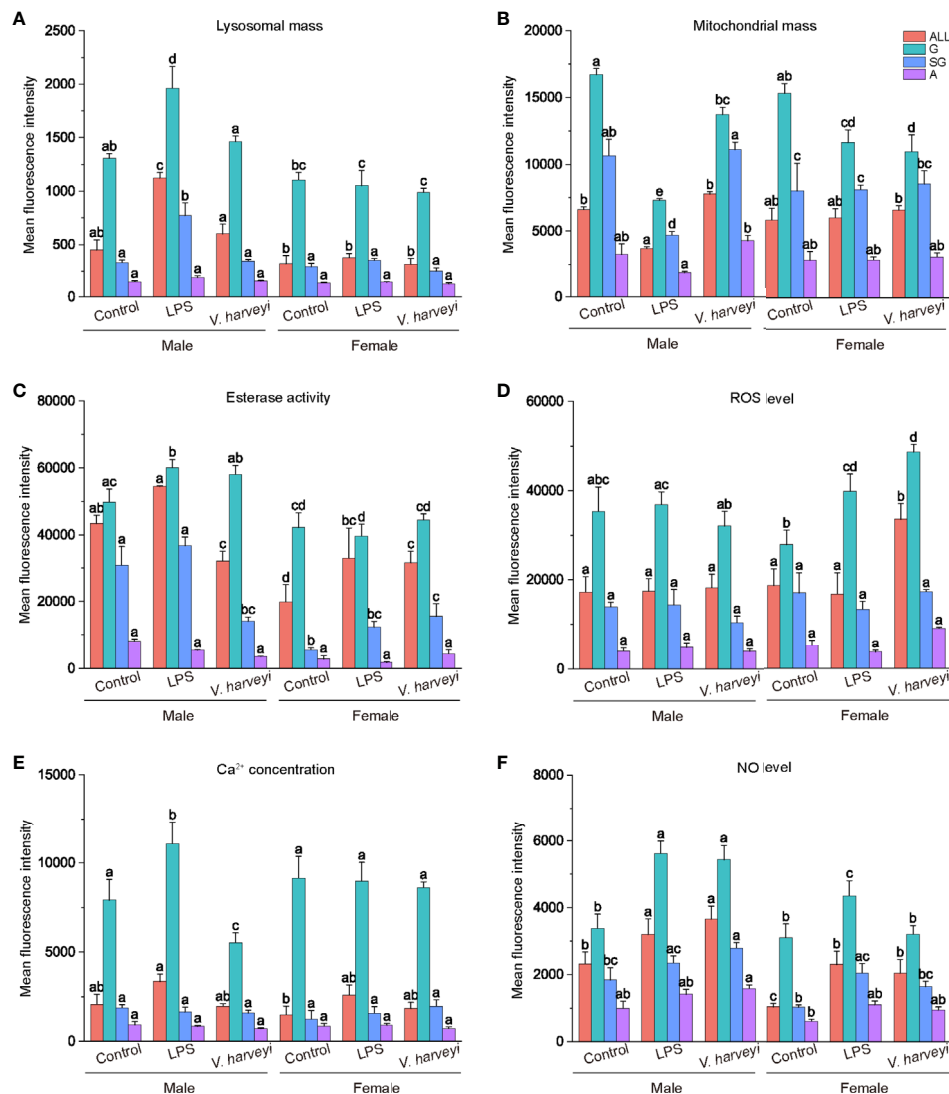 A
Lysosomal mass
Mean fluorescence intensity
2500
2000
1500
1000
500
0
ab ab a a
c d b a
a a a a
b bc a a
b c a a
b c a a
Control LPS V. harveyi Control LPS V. harveyi
Male Female
B
Mitochondrial mass
Mean fluorescence intensity
20000
15000
10000
5000
0
ALL
G
SG
A
b a ab ab
a e d a
b bc a b
ab ab c ab
ab cd c ab
b d bc ab
Control LPS V. harveyi Control LPS V. harveyi
Male Female
C
Esterase activity
Mean fluorescence intensity
80000
60000
40000
20000
0
ab ac a a
a b a a
c b bc a
d cd b a
bc d bc a
c cd c a
Control LPS V. harveyi Control LPS V. harveyi
Male Female
D
ROS level
Mean fluorescence intensity
60000
40000
20000
0
a abc a a
a ac a a
a ab a a
a b a a
a cd a a
b d a a
Control LPS V. harveyi Control LPS V. harveyi
Male Female
E
Ca²⁺ concentration
Mean fluorescence intensity
15000
10000
5000
0
ab a a a
a b a a
ab c a a
b a a a
a a a a
ab a a a
Control LPS V. harveyi Control LPS V. harveyi
Male Female
F
NO level
Mean fluorescence intensity
8000
6000
4000
2000
0
b b bc ab
a a ac a
a a a a
c b b b
b c ac ab
b b bc ab
Control LPS V. harveyi Control LPS V. harveyi
Male Female